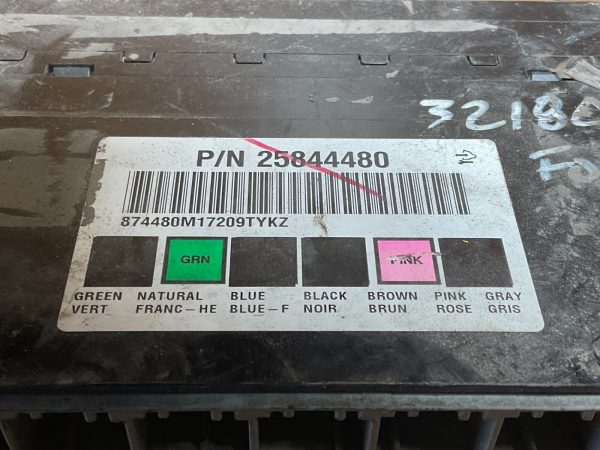 P/N 25844480
874480M17209TYKZ
GRN PINK
GREEN NATURAL BLUE BLACK BROWN PINK GRAY
VERT FRANC-HE BLUE-F NOIR BRUN ROSE GRIS
3218